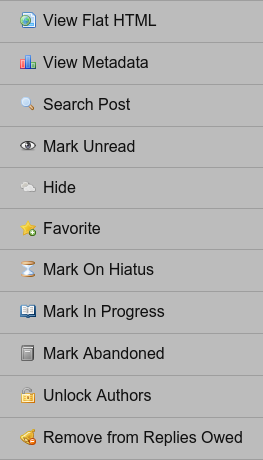 View Flat HTML
View Metadata
Search Post
Mark Unread
Hide
Favorite
Mark On Hiatus
Mark In Progress
Mark Abandoned
Unlock Authors
Remove from Replies Owed